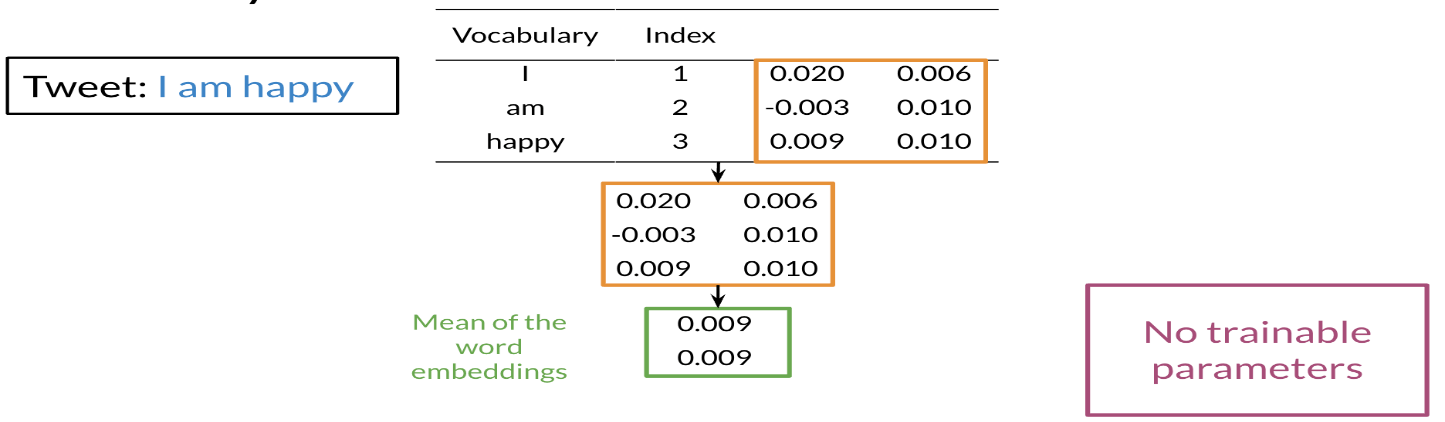 Tweet: I am happy
Vocabulary Index
I 1 0.020 0.006
am 2 -0.003 0.010
happy 3 0.009 0.010
0.020 0.006
-0.003 0.010
0.009 0.010
Mean of the
word
embeddings
0.009
0.009
No trainable
parameters